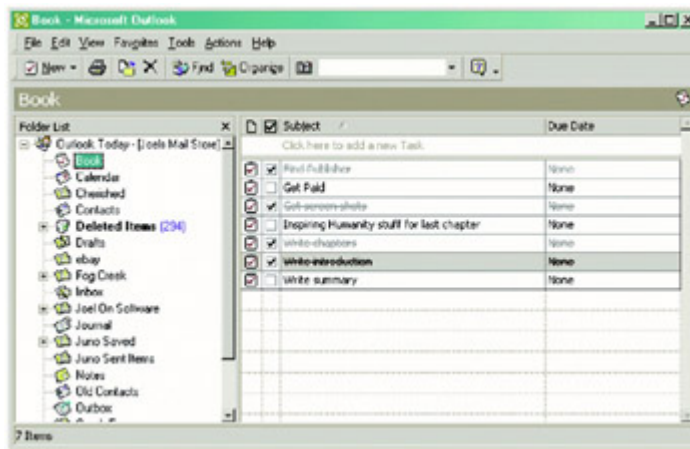 Book - Microsoft Outlook
File Edit View Favorites Tools Actions Help
New Find Organize
Book
Folder List
Outlook Today - [Joels Mail Store]
Book
Calendar
Cherished
Contacts
Deleted Items (294)
Drafts
ebay
Fog Creek
Inbox
Joel On Software
Journal
Juno Saved
Juno Sent Items
Notes
Old Contacts
Outbox
Subject Due Date
Click here to add a new Task
Find Publisher None
Get Paid None
Get screen shots None
Inspiring Humanity stuff for last chapter None
Write chapters None
Write introduction None
Write summary None
7 Items